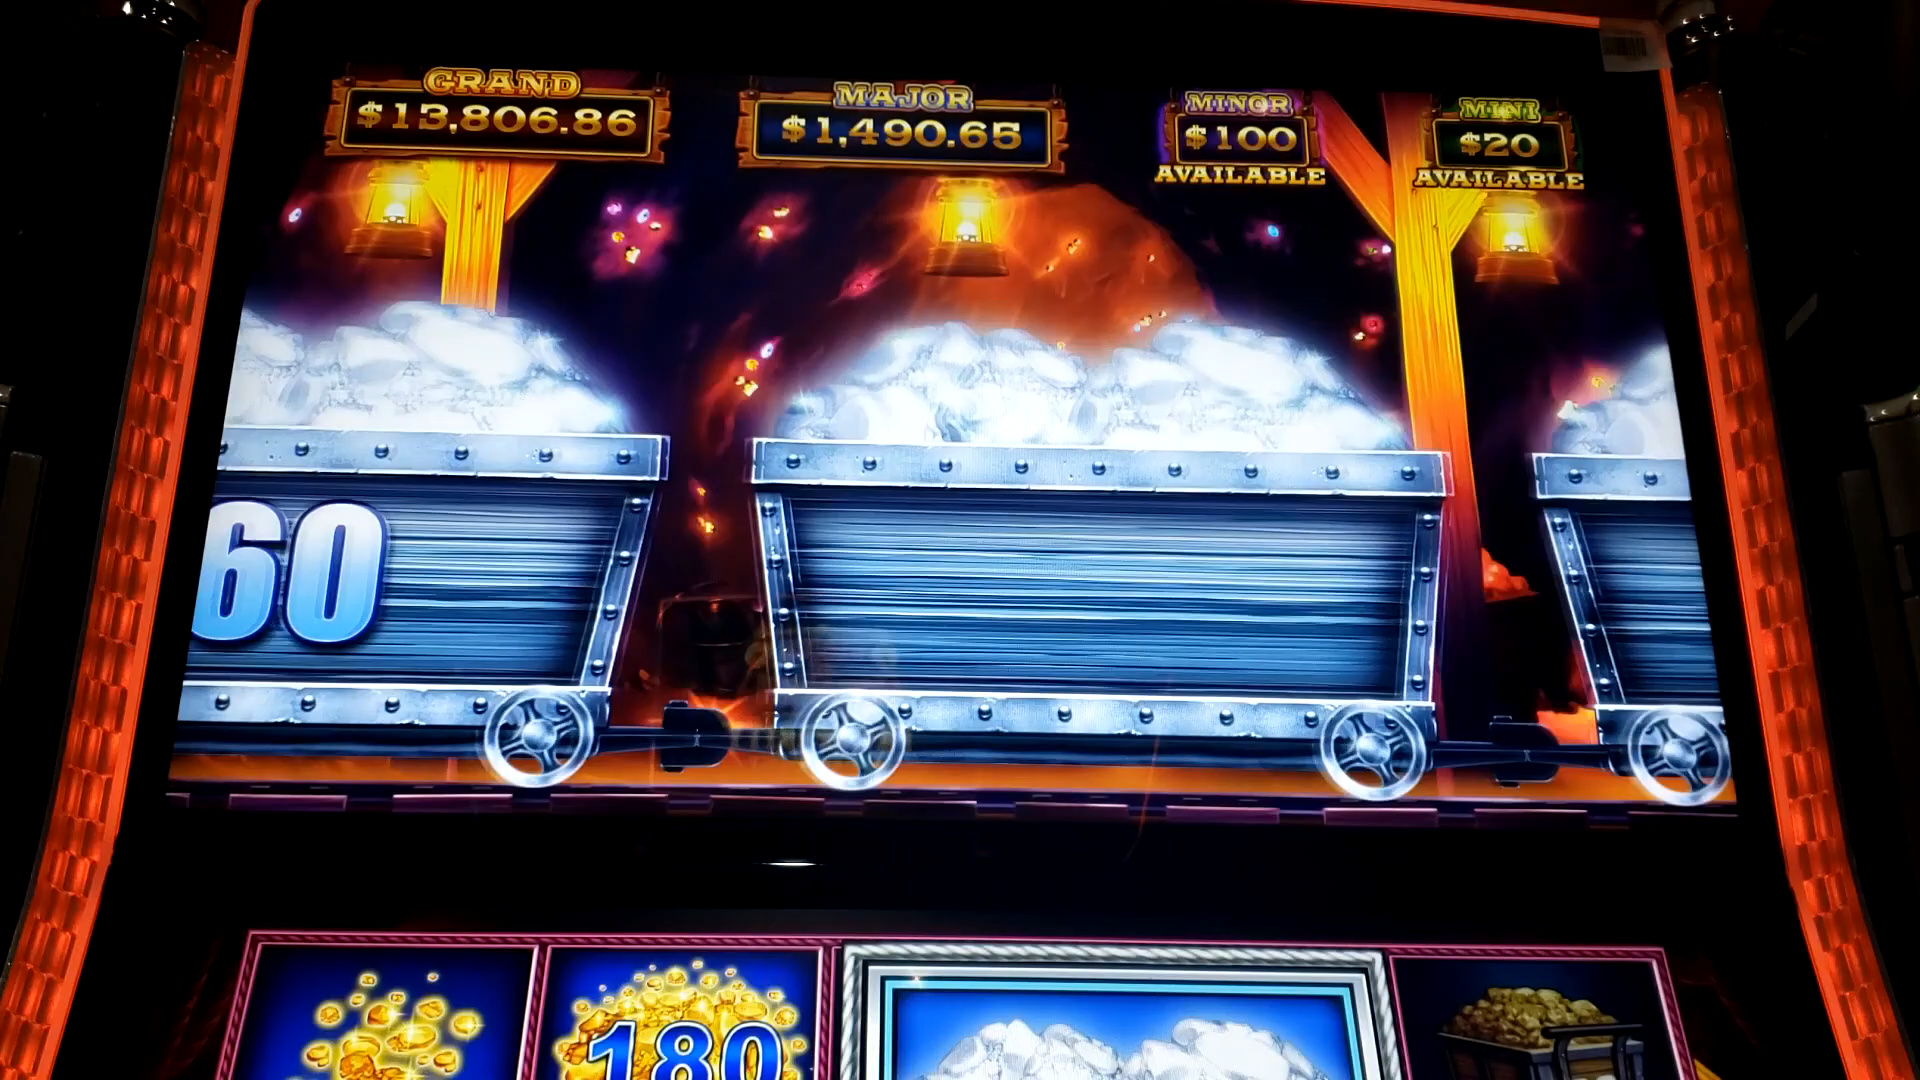 GRAND
$13,806.86
MAJOR
$1,490.65
MINOR
$100
AVAILABLE
MINI
$20
AVAILABLE
60
180